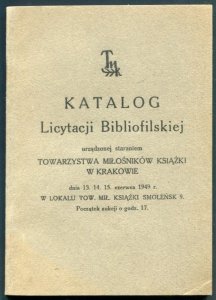 KATALOG
Licytacji Bibliofilskiej
urządzonej staraniem
TOWARZYSTWA MIŁOŚNIKÓW KSIĄŻKI
W KRAKOWIE
dnia 13. 14. 15. czerwca 1949 r.
W LOKALU TOW. MIŁ. KSIĄŻKI SMOLEŃSK 9.
Początek aukcji o godz. 17.